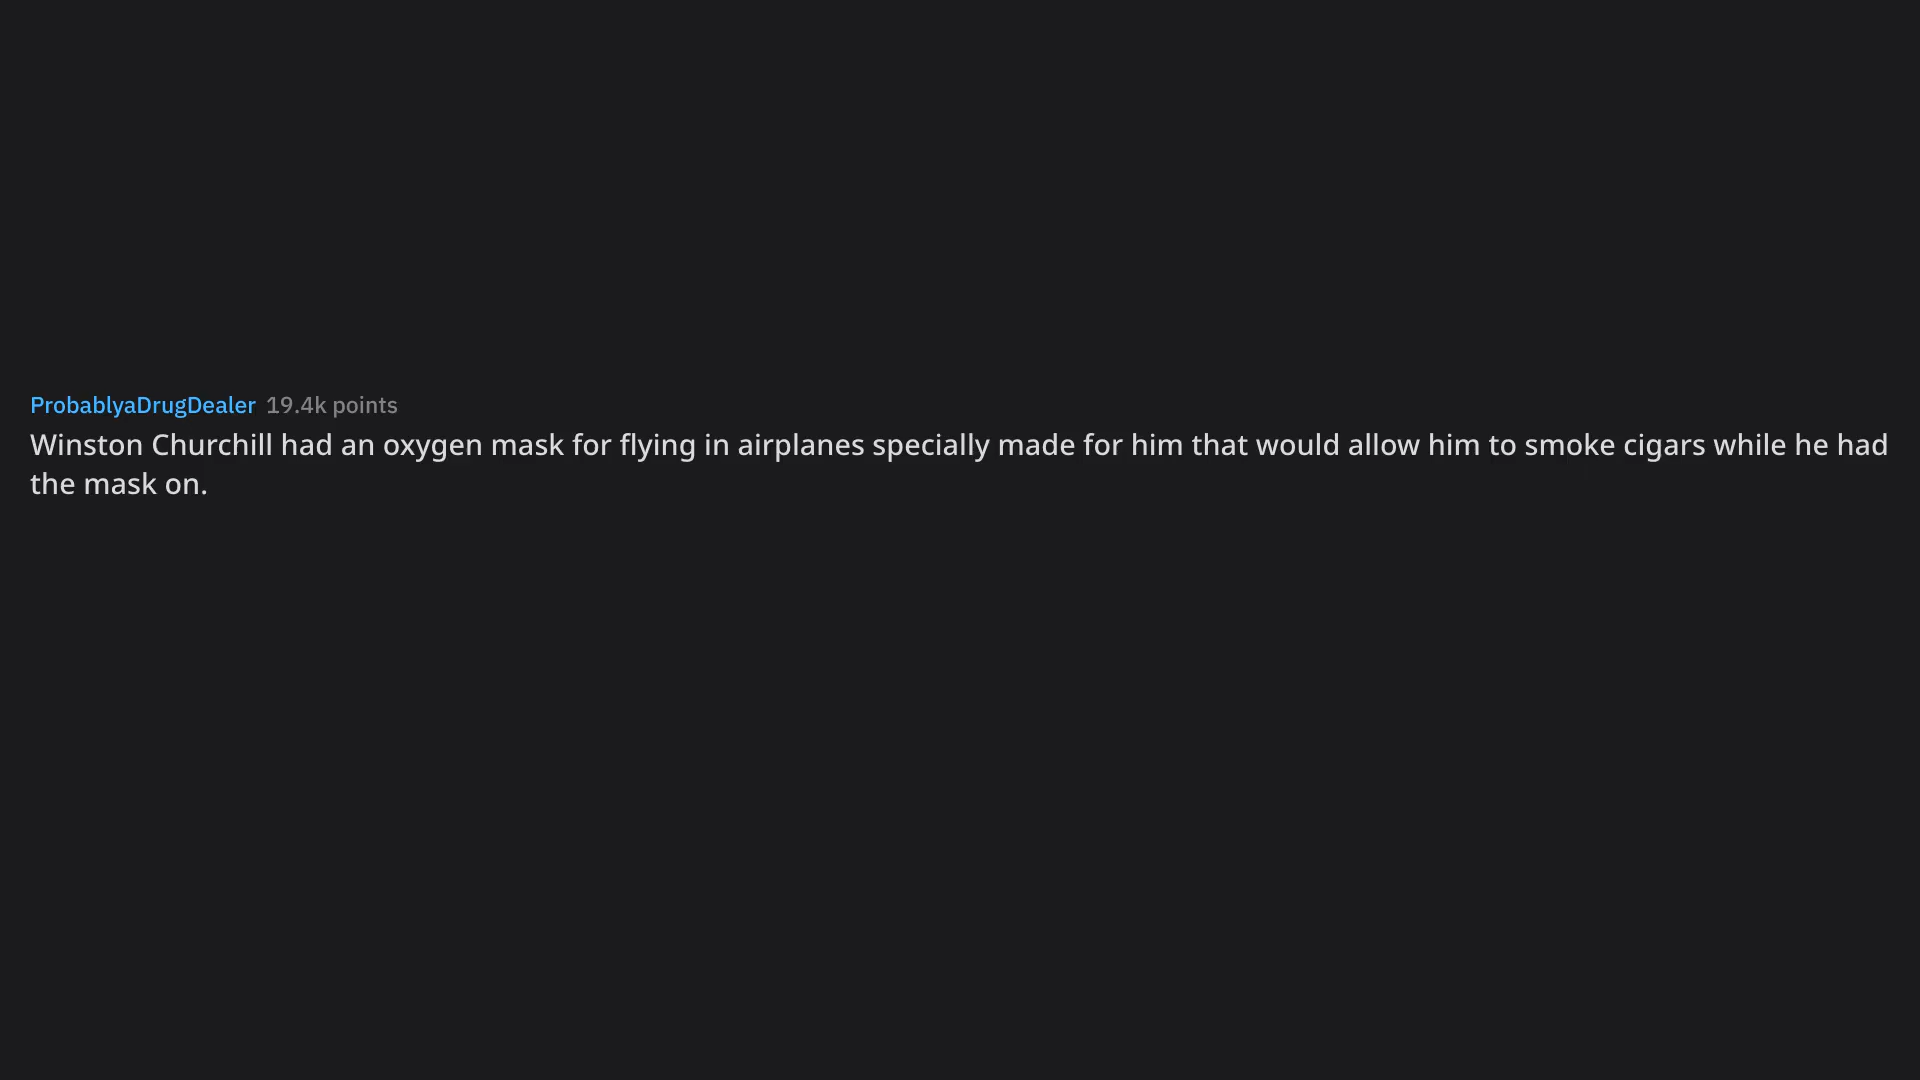 ProbablyaDrugDealer 19.4k points
Winston Churchill had an oxygen mask for flying in airplanes specially made for him that would allow him to smoke cigars while he had
the mask on.